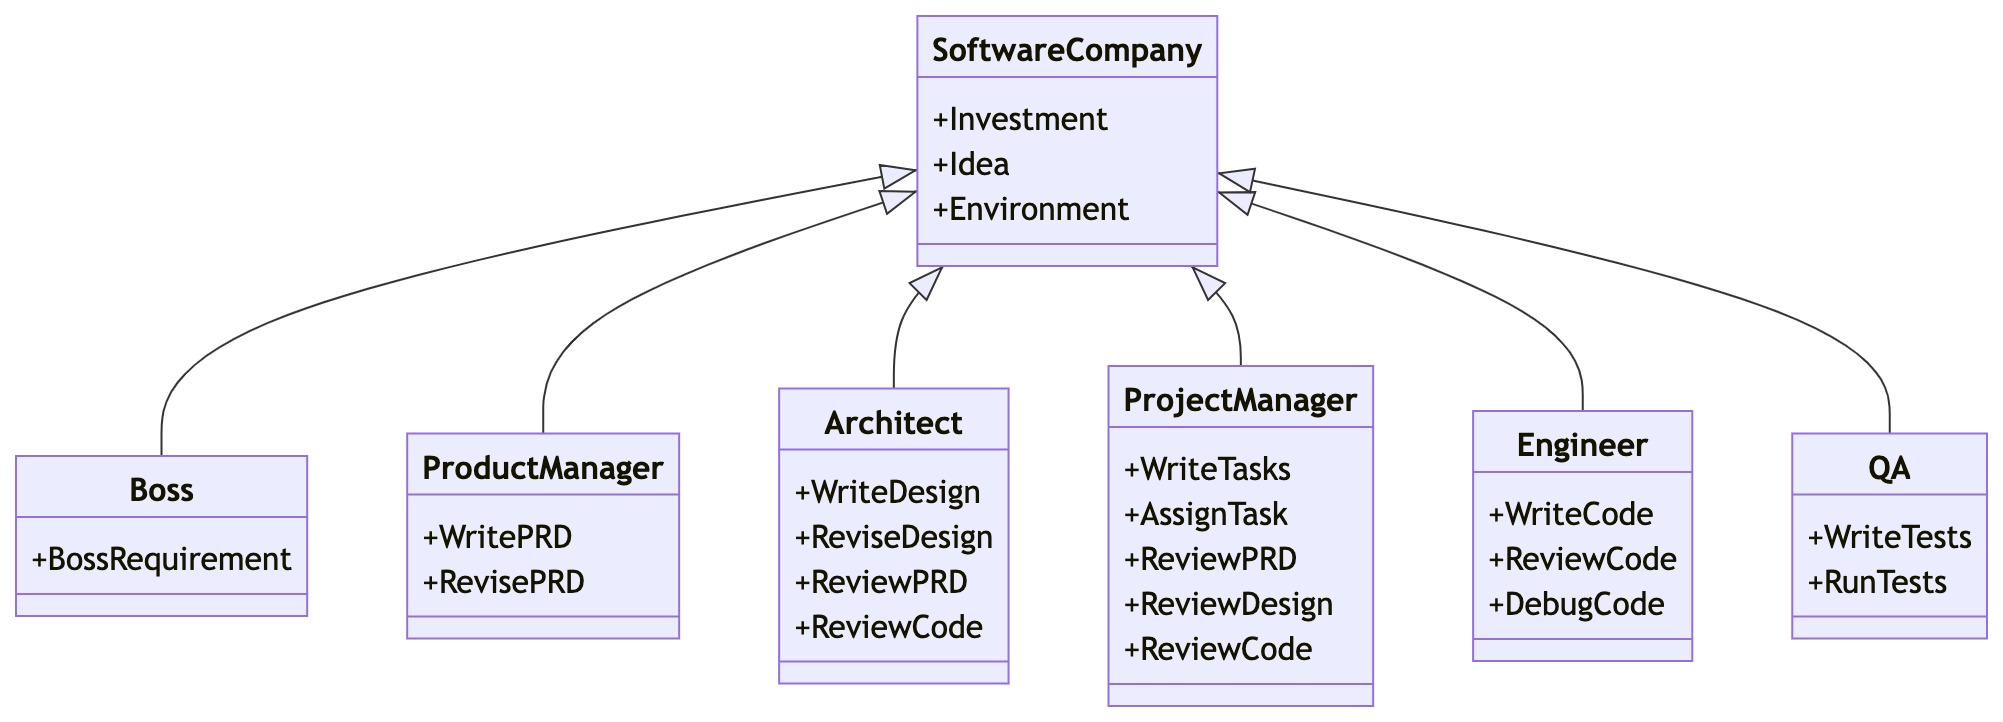 SoftwareCompany
+Investment
+Idea
+Environment
Boss
+BossRequirement
ProductManager
+WritePRD
+RevisePRD
Architect
+WriteDesign
+ReviseDesign
+ReviewPRD
+ReviewCode
ProjectManager
+WriteTasks
+AssignTask
+ReviewPRD
+ReviewDesign
+ReviewCode
Engineer
+WriteCode
+ReviewCode
+DebugCode
QA
+WriteTests
+RunTests